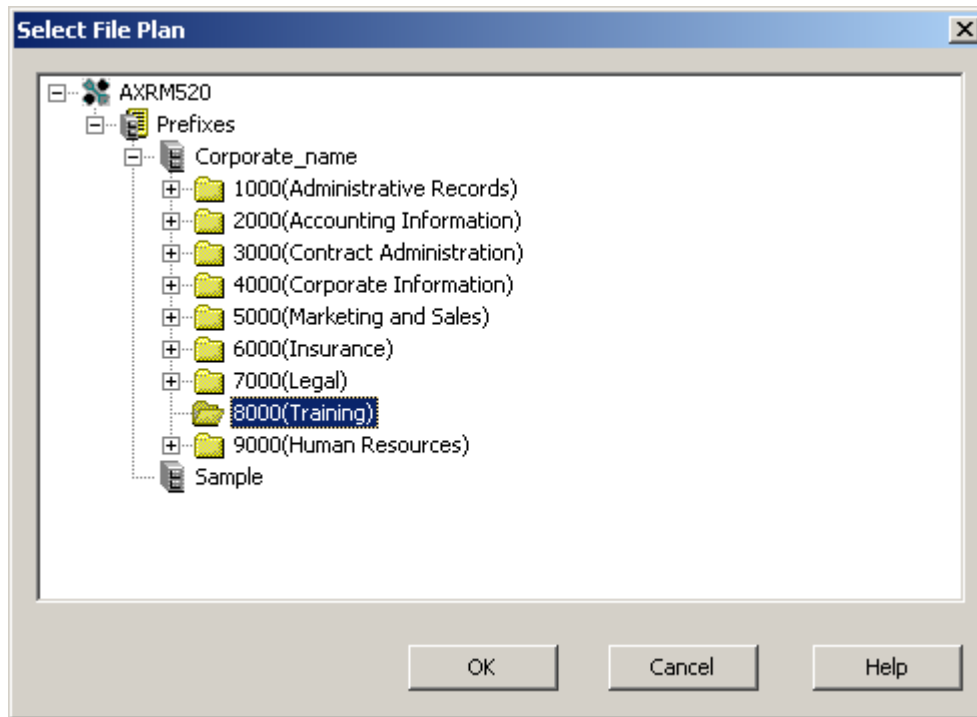 Select File Plan
AXRM520
Prefixes
Corporate_name
1000(Administrative Records)
2000(Accounting Information)
3000(Contract Administration)
4000(Corporate Information)
5000(Marketing and Sales)
6000(Insurance)
7000(Legal)
8000(Training)
9000(Human Resources)
Sample
OK Cancel Help